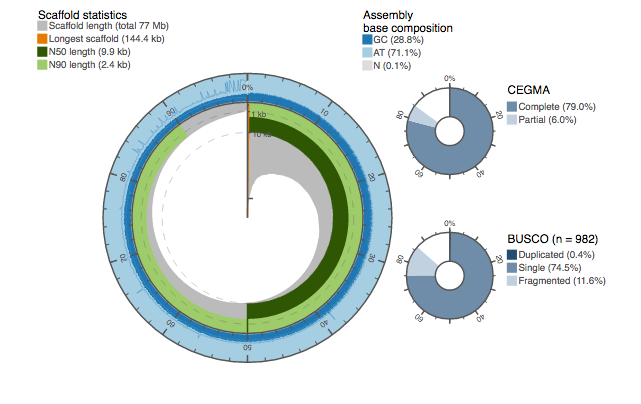 Scaffold statistics
Scaffold length (total 77 Mb)
Longest scaffold (144.4 kb)
N50 length (9.9 kb)
N90 length (2.4 kb)
Assembly
base composition
GC (28.8%)
AT (71.1%)
N (0.1%)
0%
10
20
30
40
50
60
70
80
90
1 kb
10 kb
CEGMA
Complete (79.0%)
Partial (6.0%)
0%
20
40
60
80
BUSCO (n = 982)
Duplicated (0.4%)
Single (74.5%)
Fragmented (11.6%)
0%
20
40
60
80